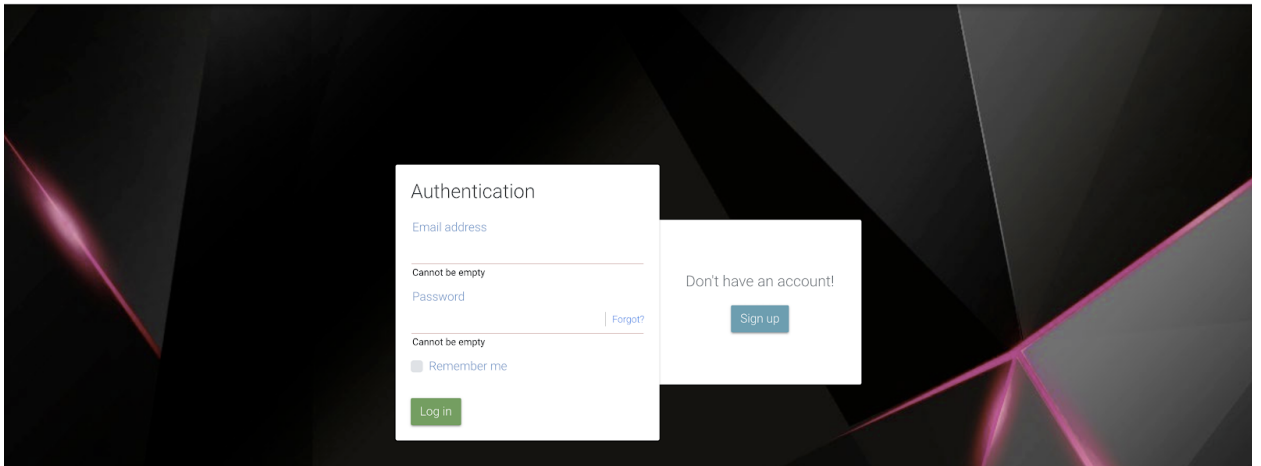 Authentication
Email address
Cannot be empty
Password
Forgot?
Cannot be empty
Remember me
Log in
Don't have an account!
Sign up